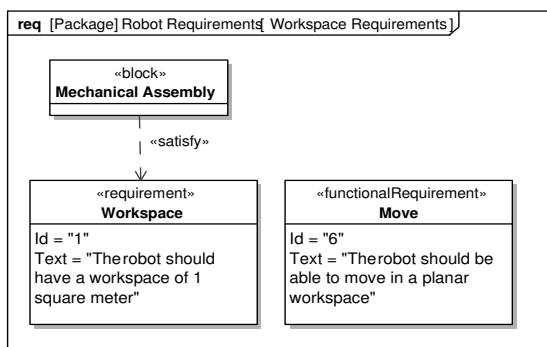 req [Package] Robot Requirements[ Workspace Requirements]
«block»
Mechanical Assembly
«satisfy»
«requirement»
Workspace
Id = "1"
Text = "Therobot should
have a workspace of 1
square meter"
«functionalRequirement»
Move
Id = "6"
Text = "Therobot should be
able to move in a planar
workspace"